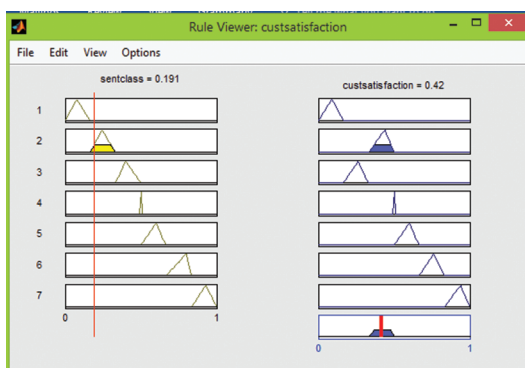 Rule Viewer: custsatisfaction
File Edit View Options
sentclass = 0.191
custsatisfaction = 0.42
1
2
3
4
5
6
7
0 1
0 1